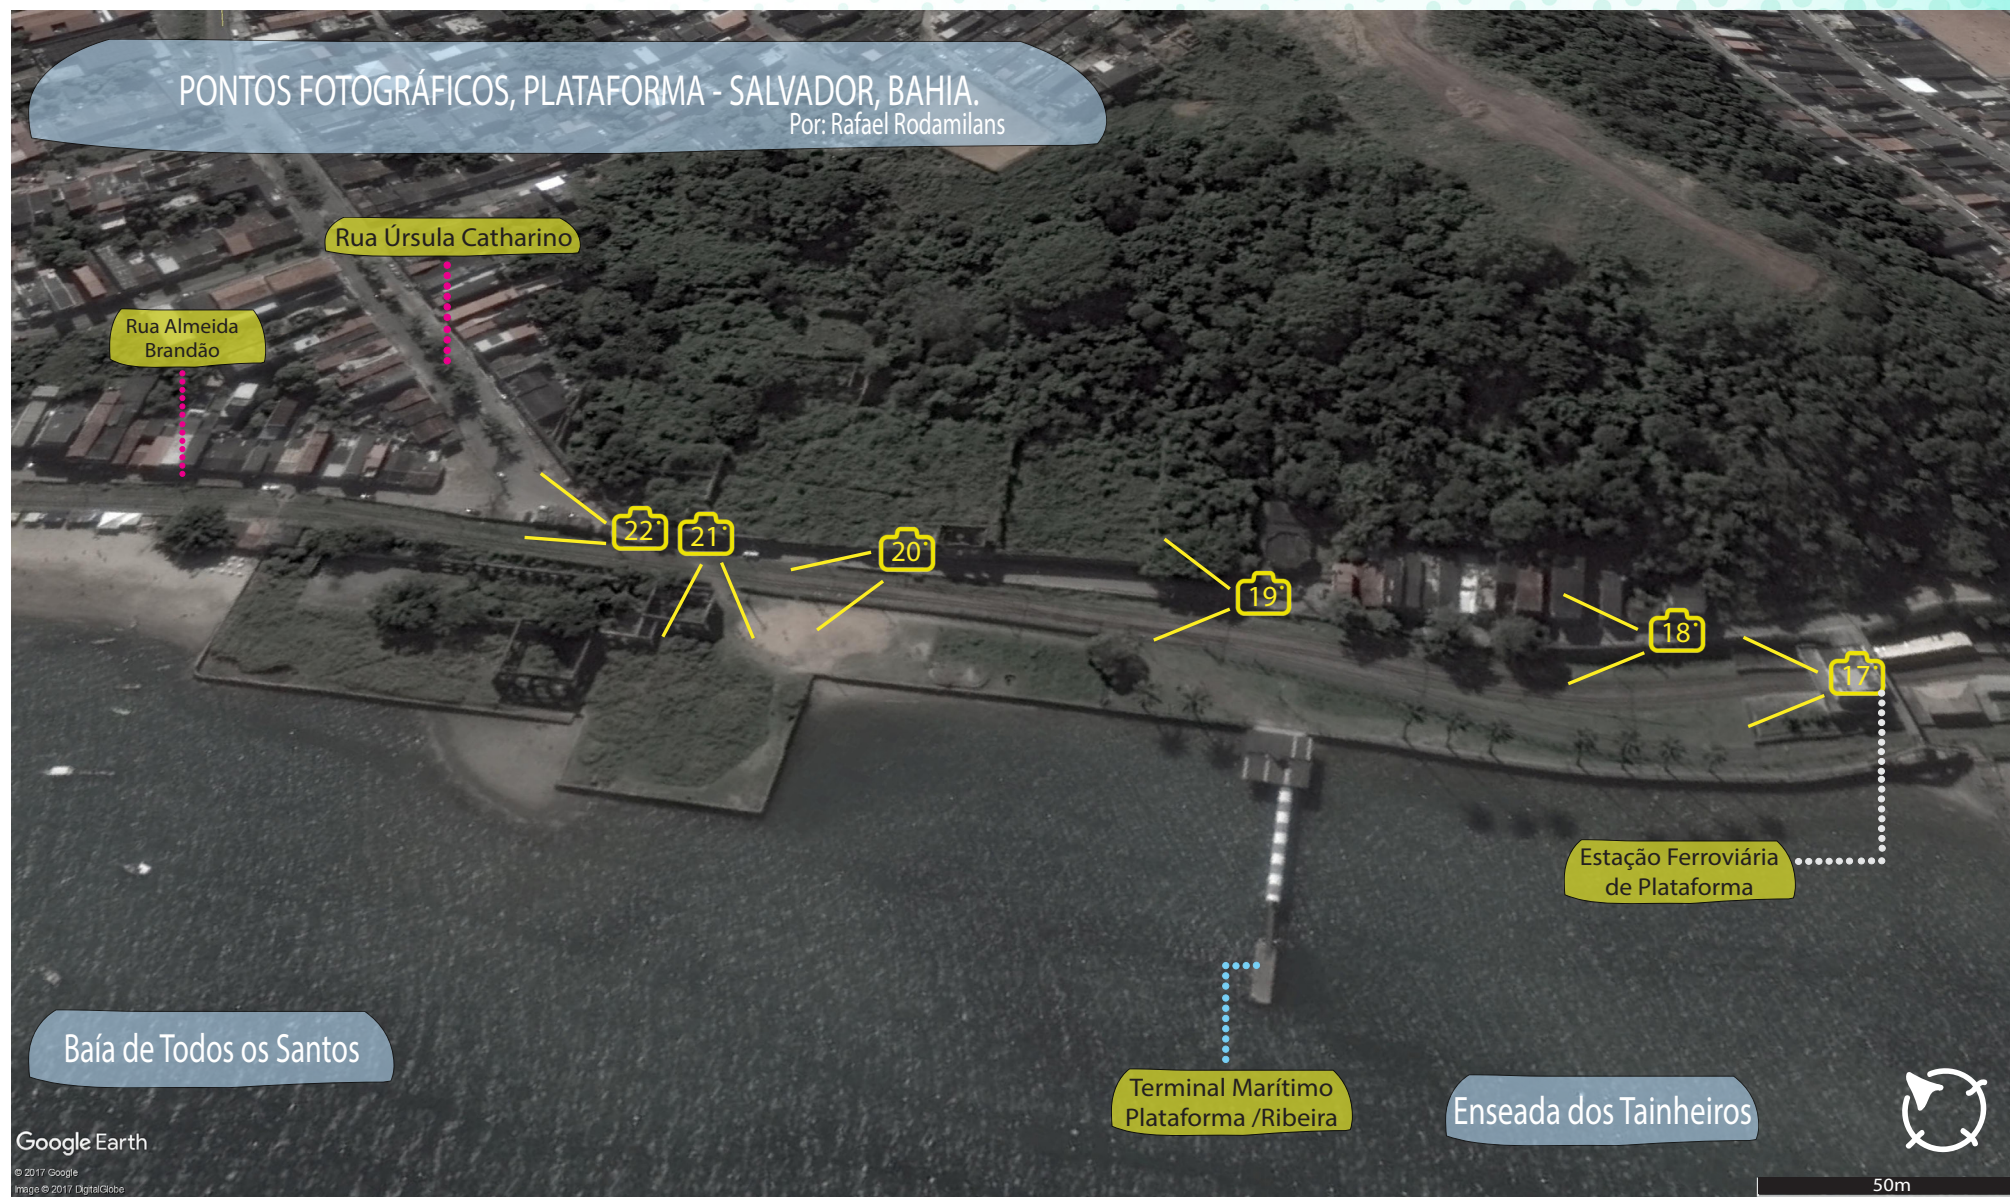 PONTOS FOTOGRÁFICOS, PLATAFORMA - SALVADOR, BAHIA.
Por: Rafael Rodamilans
Rua Úrsula Catharino
Rua Almeida
Brandão
22
21
20
19
18
17
Estação Ferroviária
de Plataforma
Baía de Todos os Santos
Terminal Marítimo
Plataforma /Ribeira
Enseada dos Tainheiros
Google Earth
© 2017 Google
Image © 2017 DigitalGlobe
50m